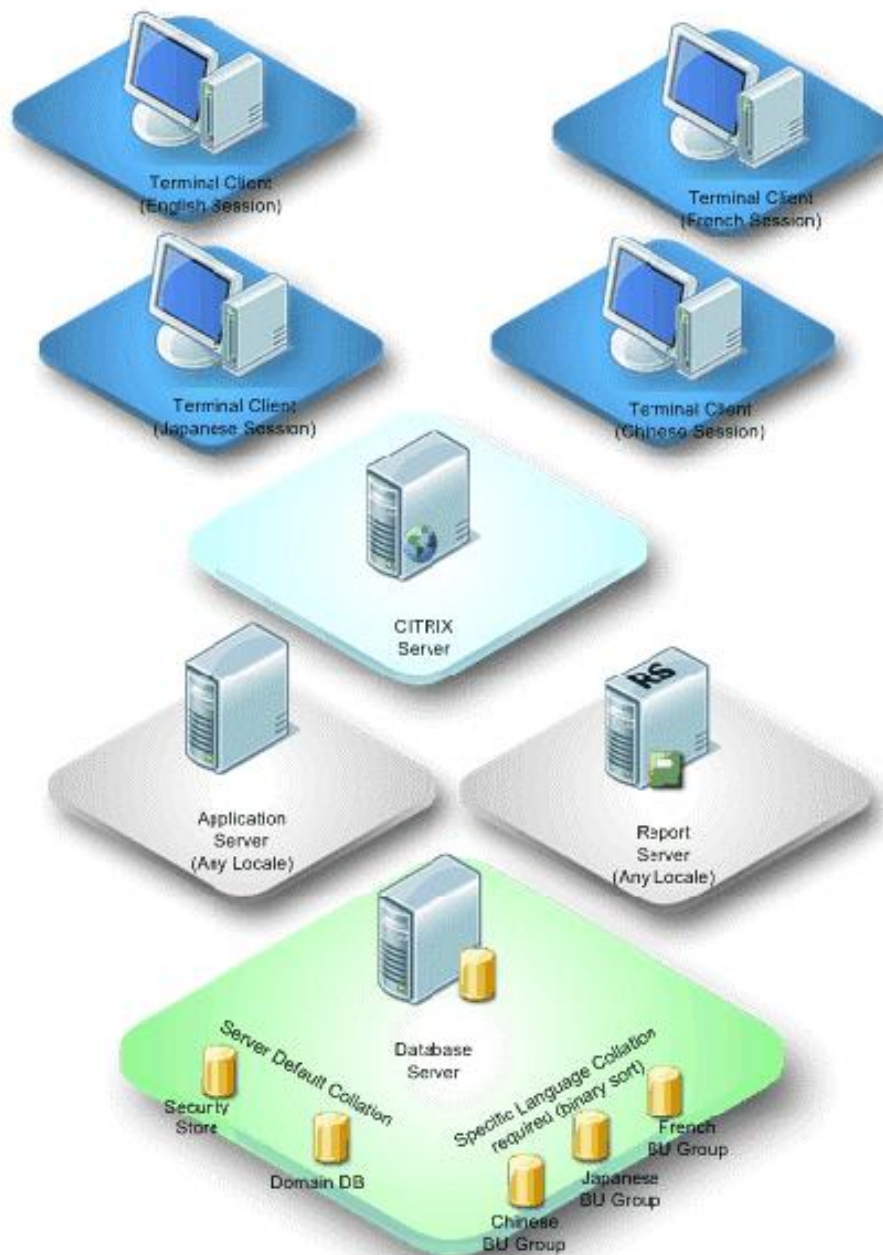 Terminal Client
(English Session)
Terminal Client
(French Session)
Terminal Client
(Japanese Session)
Terminal Client
(Chinese Session)
CITRIX
Server
Application
Server
(Any Locale)
RS
Report
Server
(Any Locale)
Database
Server
Server Default Collation
Security
Store
Domain DB
Specific Language Collation
required (binary sort)
French
BU Group
Japanese
BU Group
Chinese
BU Group